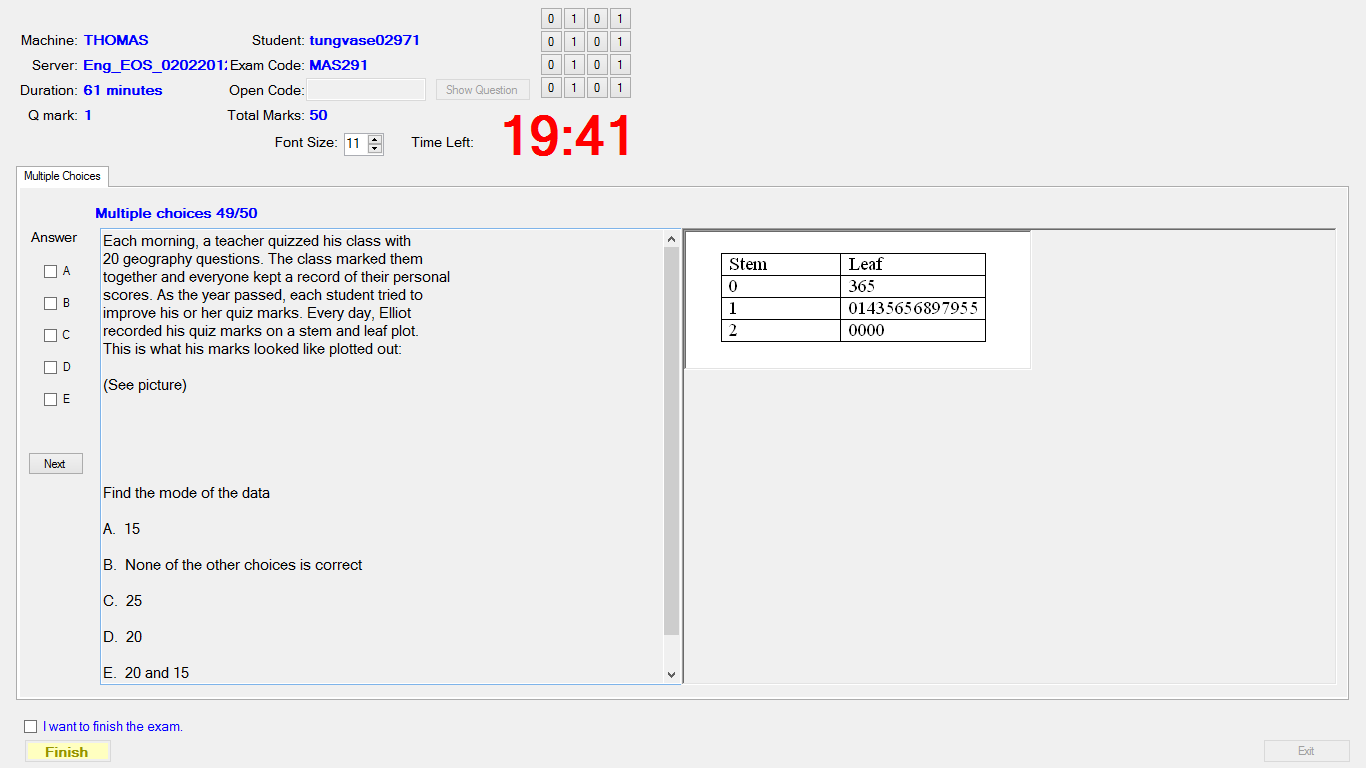 Machine: THOMAS Student: tungvase02971
Server: Eng_EOS_02022012 Exam Code: MAS291
Duration: 61 minutes Open Code: Show Question
Q mark: 1 Total Marks: 50
0 1 0 1
0 1 0 1
0 1 0 1
0 1 0 1
Font Size: 11 Time Left: 19:41
Multiple Choices
Multiple choices 49/50
Answer
A
B
C
D
E
Next
Each morning, a teacher quizzed his class with
20 geography questions. The class marked them
together and everyone kept a record of their personal
scores. As the year passed, each student tried to
improve his or her quiz marks. Every day, Elliot
recorded his quiz marks on a stem and leaf plot.
This is what his marks looked like plotted out:
(See picture)
Find the mode of the data
A. 15
B. None of the other choices is correct
C. 25
D. 20
E. 20 and 15
Stem Leaf
0 365
1 01435656897955
2 0000
I want to finish the exam.
Finish
Exit